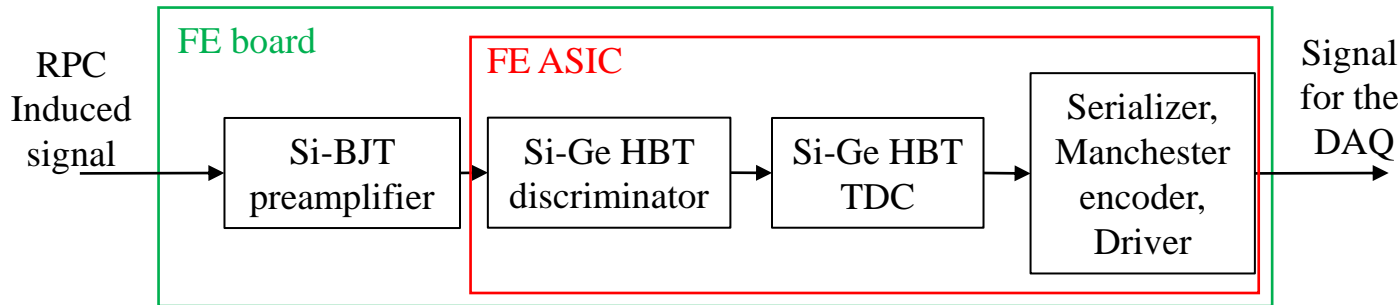 FE board
FE ASIC
RPC
Induced
signal
Si-BJT
preamplifier
Si-Ge HBT
discriminator
Si-Ge HBT
TDC
Serializer,
Manchester
encoder,
Driver
Signal
for the
DAQ